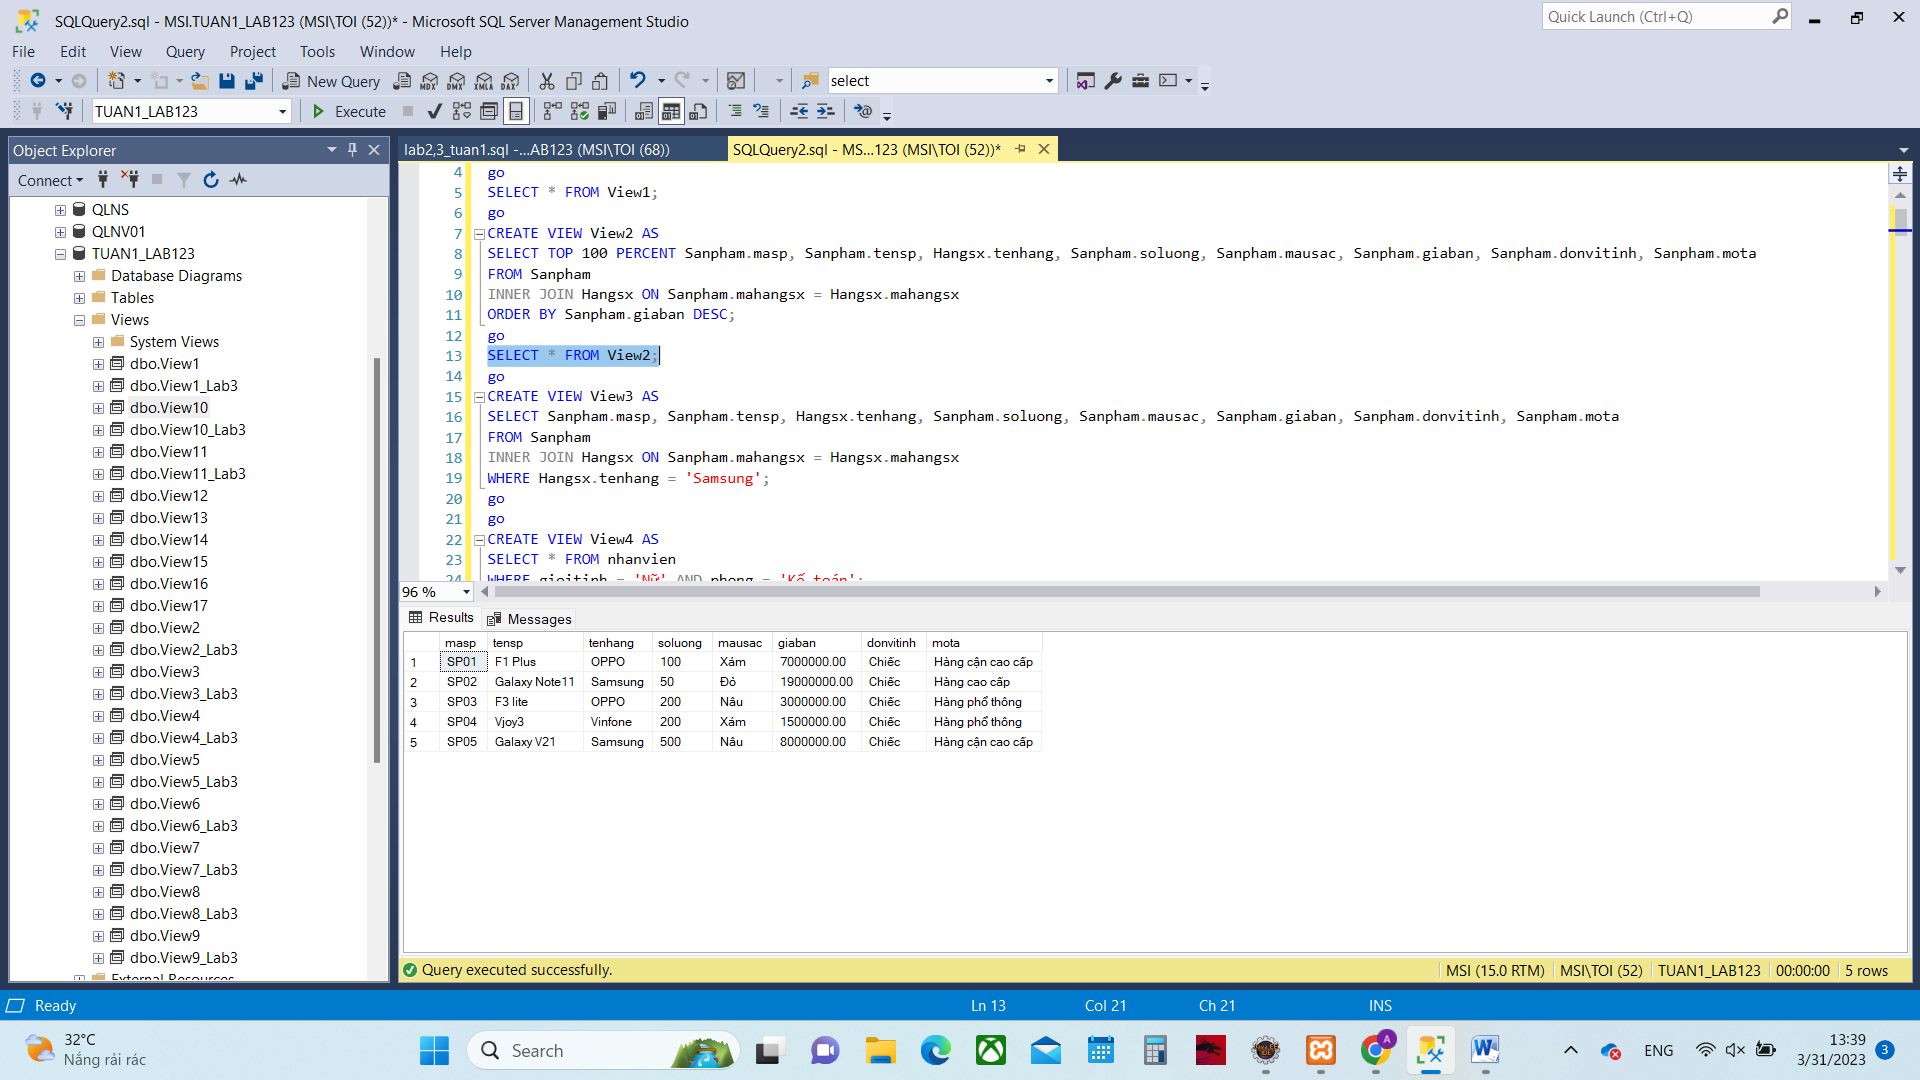 SQLQuery2.sql - MSI.TUAN1_LAB123 (MSI\TOI (52))* - Microsoft SQL Server Management Studio
Quick Launch (Ctrl+Q)
File Edit View Query Project Tools Window Help
New Query MDX DMX XMLA DAX select
TUAN1_LAB123 Execute
Object Explorer
Connect
QLNS
QLNV01
TUAN1_LAB123
Database Diagrams
Tables
Views
System Views
dbo.View1
dbo.View1_Lab3
dbo.View10
dbo.View10_Lab3
dbo.View11
dbo.View11_Lab3
dbo.View12
dbo.View13
dbo.View14
dbo.View15
dbo.View16
dbo.View17
dbo.View2
dbo.View2_Lab3
dbo.View3
dbo.View3_Lab3
dbo.View4
dbo.View4_Lab3
dbo.View5
dbo.View5_Lab3
dbo.View6
dbo.View6_Lab3
dbo.View7
dbo.View7_Lab3
dbo.View8
dbo.View8_Lab3
dbo.View9
dbo.View9_Lab3
External Resources
lab2,3_tuan1.sql -...AB123 (MSI\TOI (68)) SQLQuery2.sql - MS...123 (MSI\TOI (52))*
4 go
5 SELECT * FROM View1;
6 go
7 CREATE VIEW View2 AS
8 SELECT TOP 100 PERCENT Sanpham.masp, Sanpham.tensp, Hangsx.tenhang, Sanpham.soluong, Sanpham.mausac, Sanpham.giaban, Sanpham.donvitinh, Sanpham.mota
9 FROM Sanpham
10 INNER JOIN Hangsx ON Sanpham.mahangsx = Hangsx.mahangsx
11 ORDER BY Sanpham.giaban DESC;
12 go
13 SELECT * FROM View2;
14 go
15 CREATE VIEW View3 AS
16 SELECT Sanpham.masp, Sanpham.tensp, Hangsx.tenhang, Sanpham.soluong, Sanpham.mausac, Sanpham.giaban, Sanpham.donvitinh, Sanpham.mota
17 FROM Sanpham
18 INNER JOIN Hangsx ON Sanpham.mahangsx = Hangsx.mahangsx
19 WHERE Hangsx.tenhang = 'Samsung';
20 go
21 go
22 CREATE VIEW View4 AS
23 SELECT * FROM nhanvien
24 WHERE gioitinh = 'Nữ' AND phong = 'Kế toán';
96 %
Results Messages
masp tensp tenhang soluong mausac giaban donvitinh mota
1 SP01 F1 Plus OPPO 100 Xám 7000000.00 Chiếc Hàng cận cao cấp
2 SP02 Galaxy Note11 Samsung 50 Đỏ 19000000.00 Chiếc Hàng cao cấp
3 SP03 F3 lite OPPO 200 Nâu 3000000.00 Chiếc Hàng phổ thông
4 SP04 Vjoy3 Vinfone 200 Xám 1500000.00 Chiếc Hàng phổ thông
5 SP05 Galaxy V21 Samsung 500 Nâu 8000000.00 Chiếc Hàng cận cao cấp
Query executed successfully. MSI (15.0 RTM) MSI\TOI (52) TUAN1_LAB123 00:00:00 5 rows
Ready Ln 13 Col 21 Ch 21 INS
32°C
Nắng rải rác
Search
A
ENG
13:39
3/31/2023
3